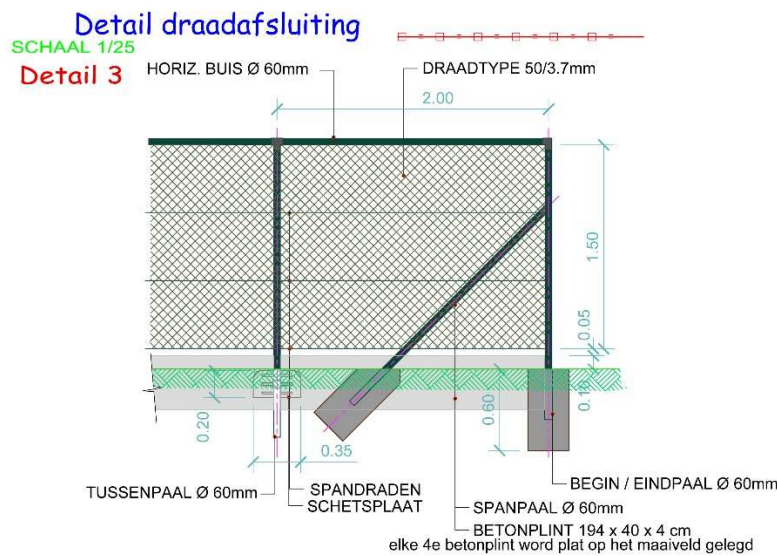 Detail draadafsluiting
SCHAAL 1/25
Detail 3
HORIZ. BUIS Ø 60mm
DRAADTYPE 50/3.7mm
2.00
1.50
0.05
0.10
0.60
0.20
0.35
TUSSENPAAL Ø 60mm
SPANDRADEN
SCHETSPLAAT
BEGIN / EINDPAAL Ø 60mm
SPANPAAL Ø 60mm
BETONPLINT 194 x 40 x 4 cm
elke 4e betonplint word plat op het maaiveld gelegd